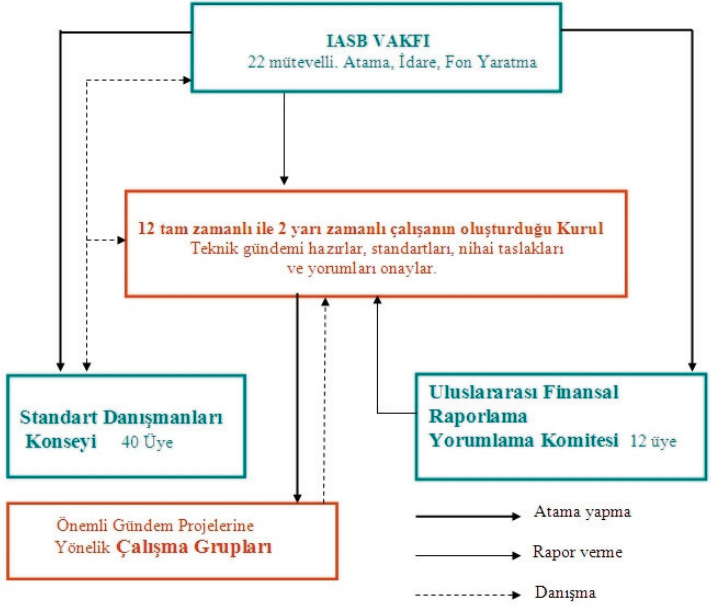 IASB VAKFI
22 mütevelli. Atama, İdare, Fon Yaratma
12 tam zamanlı ile 2 yarı zamanlı çalışanın oluşturduğu Kurul
Teknik gündemi hazırlar, standartları, nihai taslakları
ve yorumları onaylar.
Standart Danışmanları
Konseyi 40 Üye
Uluslararası Finansal
Raporlama
Yorumlama Komitesi 12 üye
Önemli Gündem Projelerine
Yönelik Çalışma Grupları
Atama yapma
Rapor verme
Danışma